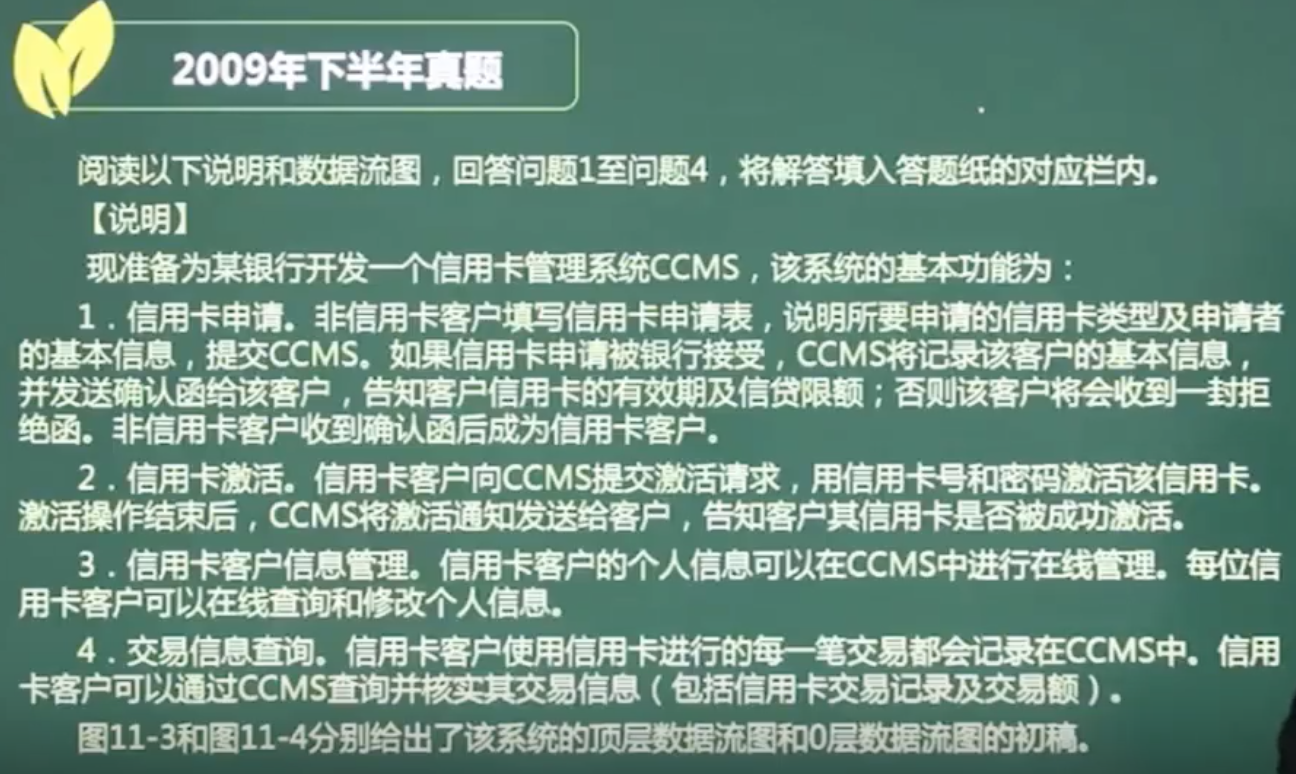 2009年下半年真题
阅读以下说明和数据流图，回答问题1至问题4，将解答填入答题纸的对应栏内。
【说明】
现准备为某银行开发一个信用卡管理系统CCMS，该系统的基本功能为：
1．信用卡申请。非信用卡客户填写信用卡申请表，说明所要申请的信用卡类型及申请者
的基本信息，提交CCMS。如果信用卡申请被银行接受，CCMS将记录该客户的基本信息，
并发送确认函给该客户，告知客户信用卡的有效期及信贷限额；否则该客户将会收到一封拒
绝函。非信用卡客户收到确认函后成为信用卡客户。
2．信用卡激活。信用卡客户向CCMS提交激活请求，用信用卡号和密码激活该信用卡。
激活操作结束后，CCMS将激活通知发送给客户，告知客户其信用卡是否被成功激活。
3．信用卡客户信息管理。信用卡客户的个人信息可以在CCMS中进行在线管理。每位信
用卡客户可以在线查询和修改个人信息。
4．交易信息查询。信用卡客户使用信用卡进行的每一笔交易都会记录在CCMS中。信用
卡客户可以通过CCMS查询并核实其交易信息（包括信用卡交易记录及交易额）。
图11-3和图11-4分别给出了该系统的顶层数据流图和0层数据流图的初稿。